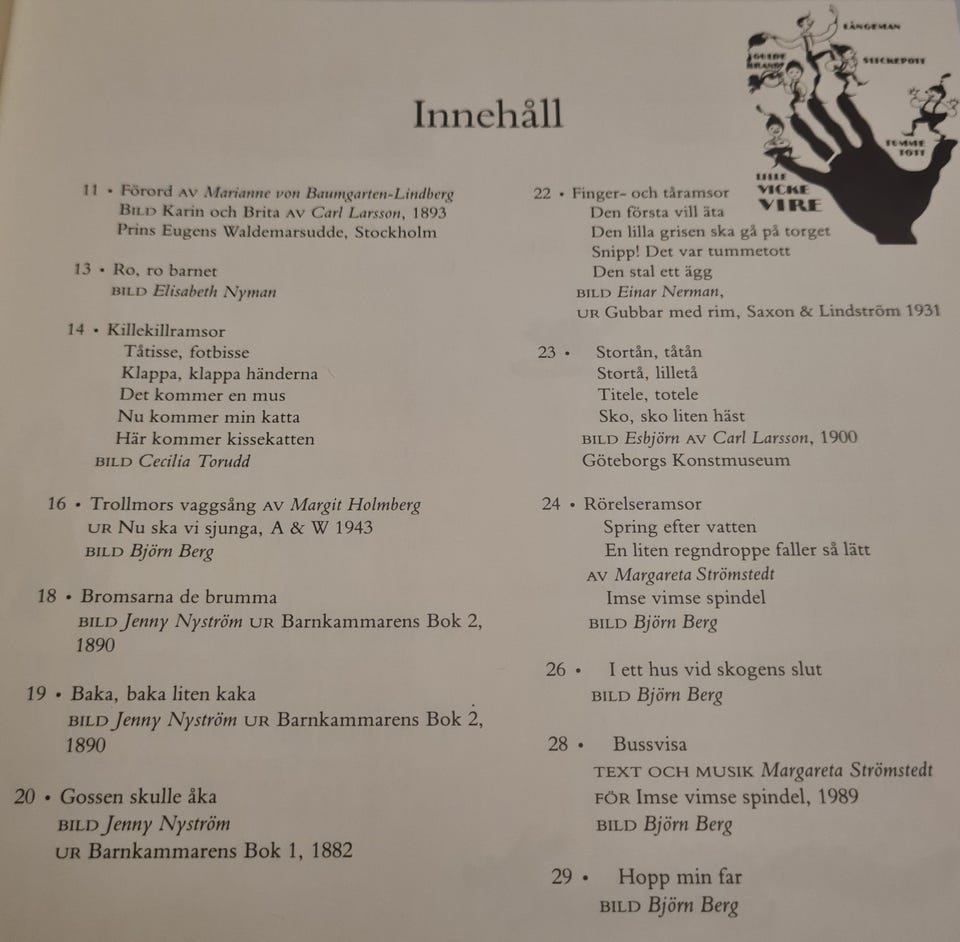 Innehåll
11 • Förord AV Marianne von Baumgarten-Lindberg
BILD Karin och Brita AV Carl Larsson, 1893
Prins Eugens Waldemarsudde, Stockholm
13 • Ro, ro barnet
BILD Elisabeth Nyman
14 • Killekillramsor
Tåtisse, fotbisse
Klappa, klappa händerna
Det kommer en mus
Nu kommer min katta
Här kommer kissekatten
BILD Cecilia Torudd
16 • Trollmors vaggsång AV Margit Holmberg
UR Nu ska vi sjunga, A & W 1943
BILD Björn Berg
18 • Bromsarna de brumma
BILD Jenny Nyström UR Barnkammarens Bok 2,
1890
19 • Baka, baka liten kaka
BILD Jenny Nyström UR Barnkammarens Bok 2,
1890
20 • Gossen skulle åka
BILD Jenny Nyström
UR Barnkammarens Bok 1, 1882
LÅNGEMAN
SLICKEPOTT
GULDE
BRAND
TUMME
TOTT
LILLE
VICKE
VIRE
22 • Finger- och tåramsor
Den första vill äta
Den lilla grisen ska gå på torget
Snipp! Det var tummetott
Den stal ett ägg
BILD Einar Nerman,
UR Gubbar med rim, Saxon & Lindström 1931
23 • Stortån, tåtån
Stortå, lilletå
Titele, totele
Sko, sko liten häst
BILD Esbjörn AV Carl Larsson, 1900
Göteborgs Konstmuseum
24 • Rörelseramsor
Spring efter vatten
En liten regndroppe faller så lätt
AV Margareta Strömstedt
Imse vimse spindel
BILD Björn Berg
26 • I ett hus vid skogens slut
BILD Björn Berg
28 • Bussvisa
TEXT OCH MUSIK Margareta Strömstedt
FÖR Imse vimse spindel, 1989
BILD Björn Berg
29 • Hopp min far
BILD Björn Berg